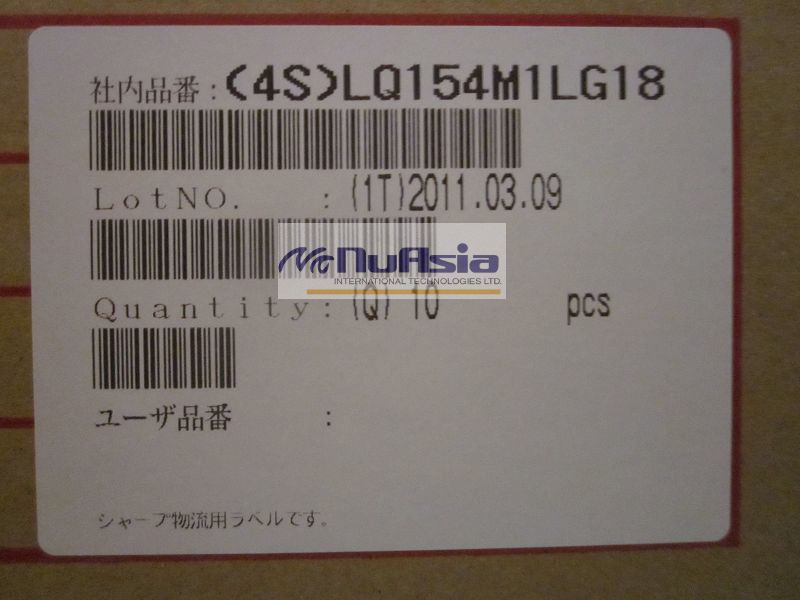 社内品番 : (4S)LQ154M1LG18
LotNO. : (1T)2011.03.09
NuAsia
INTERNATIONAL TECHNOLOGIES LTD.
Quantity : (Q) 10 pcs
ユーザ品番 :
シャープ物流用ラベルです。